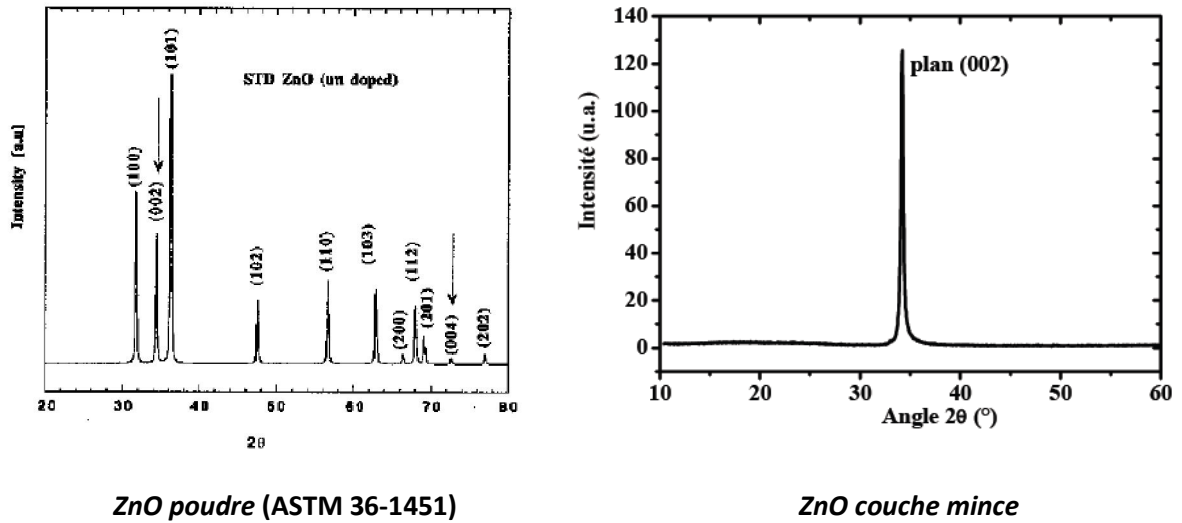 STD ZnO (un doped)
(100)
(002)
(101)
(102)
(110)
(103)
(200)
(112)
(201)
(004)
(202)
Intensity [a.u]
20 30 40 50 60 70 80
2θ
ZnO poudre (ASTM 36-1451)
140
120
100
80
60
40
20
0
plan (002)
Intensité (u.a.)
10 20 30 40 50 60
Angle 2θ (°)
ZnO couche mince